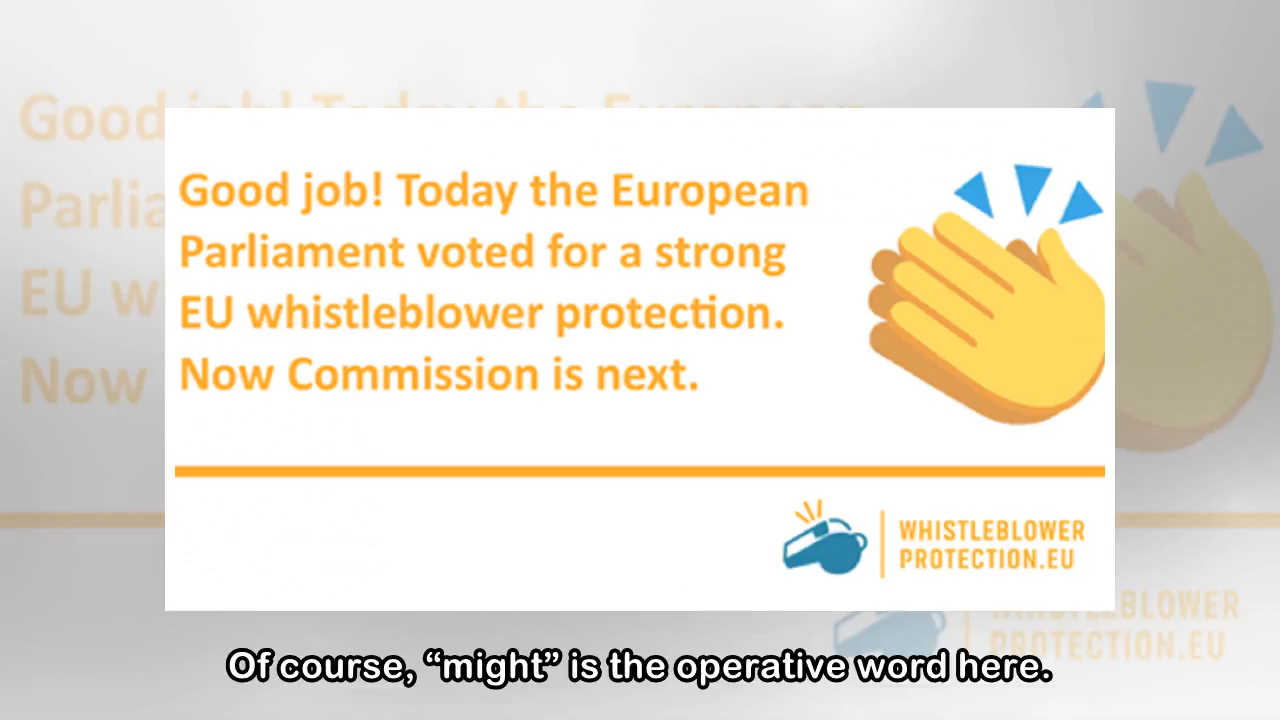 Good job! Today the European
Parliament voted for a strong
EU whistleblower protection.
Now Commission is next.
WHISTLEBLOWER
PROTECTION.EU
Of course, “might” is the operative word here.